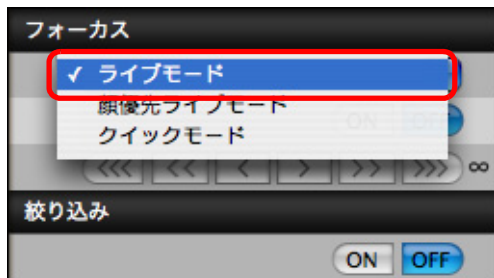 フォーカス
✓ ライブモード
顔優先ライブモード
クイックモード
ON OFF
<<< << < > >> >>> ∞
絞り込み
ON OFF